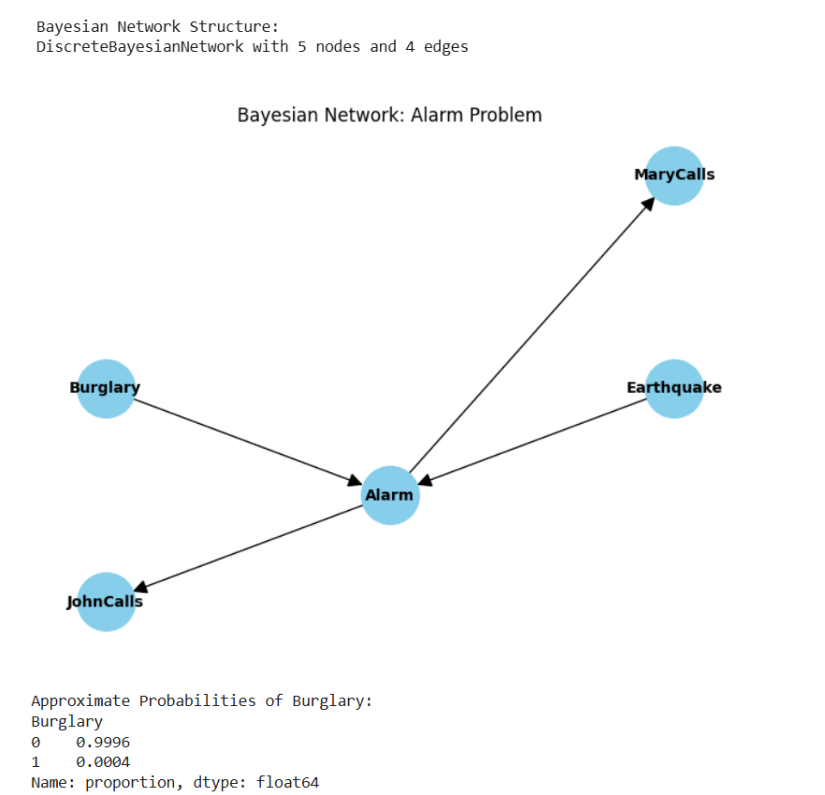 Bayesian Network Structure:
DiscreteBayesianNetwork with 5 nodes and 4 edges
Bayesian Network: Alarm Problem
MaryCalls
Burglary
Earthquake
Alarm
JohnCalls
Approximate Probabilities of Burglary:
Burglary
0    0.9996
1    0.0004
Name: proportion, dtype: float64